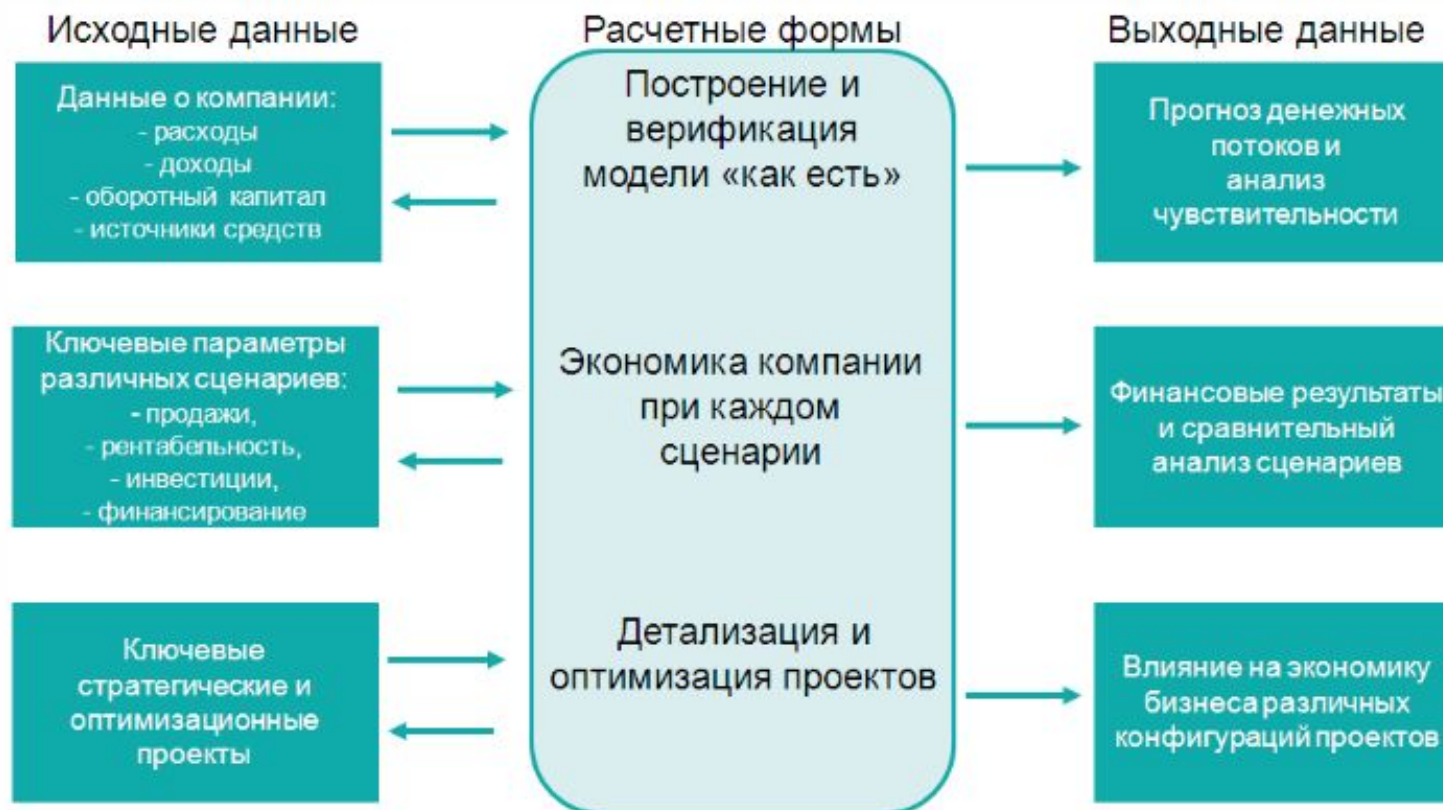 Исходные данные
Данные о компании:
- расходы
- доходы
- оборотный капитал
- источники средств
Ключевые параметры
различных сценариев:
- продажи,
- рентабельность,
- инвестиции,
- финансирование
Ключевые
стратегические и
оптимизационные
проекты
Расчетные формы
Построение и
верификация
модели «как есть»
Экономика компании
при каждом
сценарии
Детализация и
оптимизация проектов
Выходные данные
Прогноз денежных
потоков и
анализ
чувствительности
Финансовые результаты
и сравнительный
анализ сценариев
Влияние на экономику
бизнеса различных
конфигураций проектов